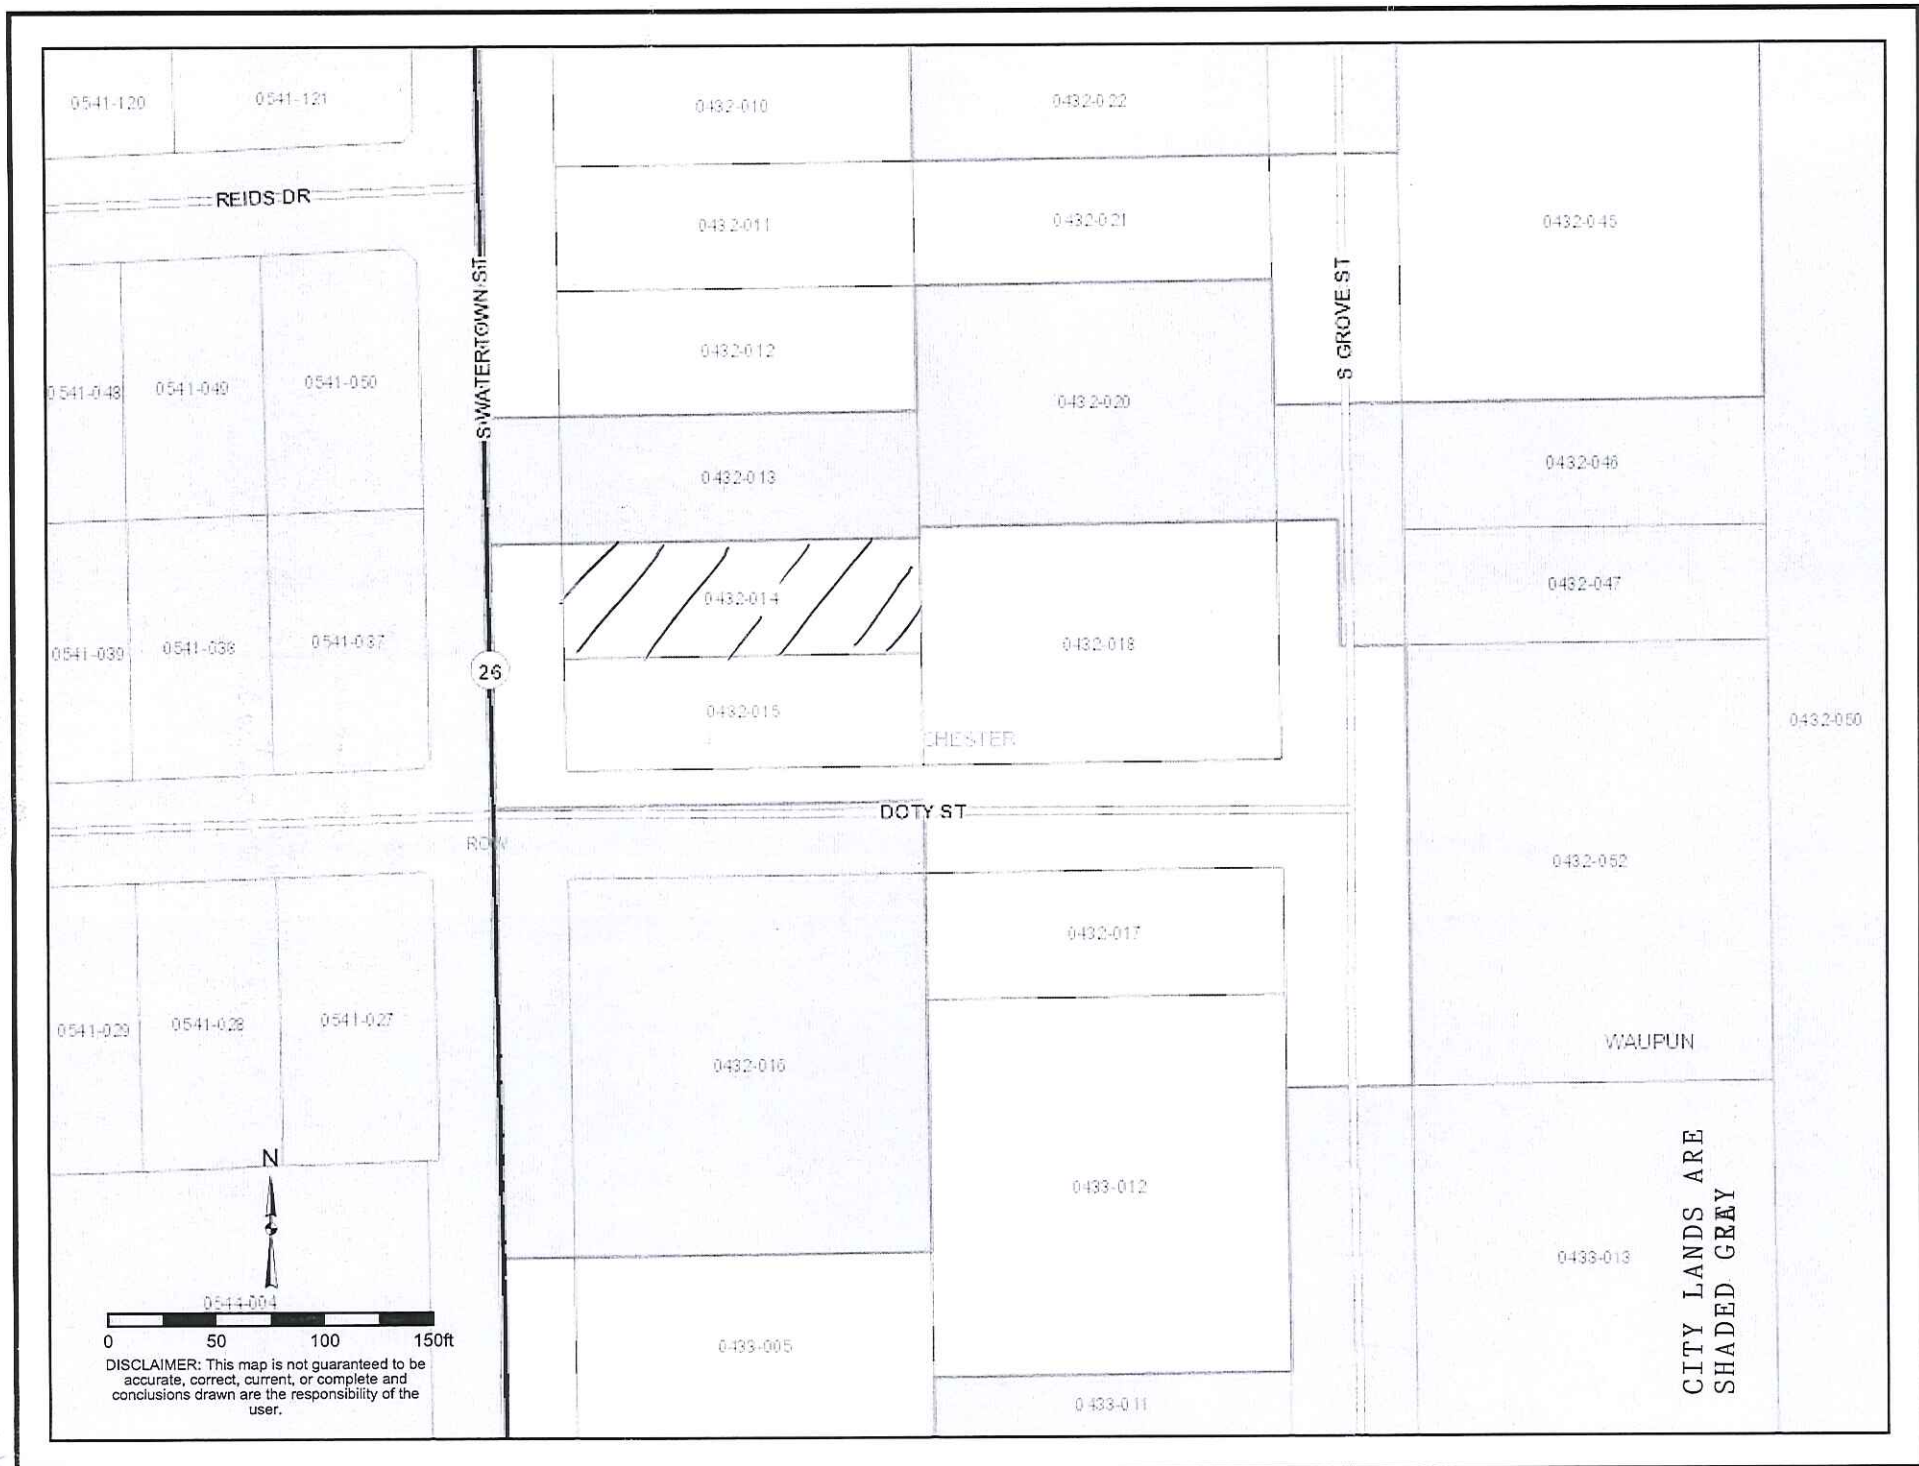 0541-120
0541-121
0432-010
0432-022
REIDS DR
0432-011
0432-021
0432-045
S WATERTOWN ST
S GROVE ST
0432-012
0541-048
0541-049
0541-050
0432-020
0432-013
0432-046
0432-014
0432-047
0541-039
0541-038
0541-037
0432-018
26
0432-015
0432-050
CHESTER
DOTY ST
ROW
0432-052
0432-017
0541-029
0541-028
0541-027
0432-016
WAUPUN
N
0433-012
CITY LANDS ARE
SHADED GRAY
0433-013
0544-004
0 50 100 150ft
0433-005
DISCLAIMER: This map is not guaranteed to be
accurate, correct, current, or complete and
conclusions drawn are the responsibility of the
user.
0433-011